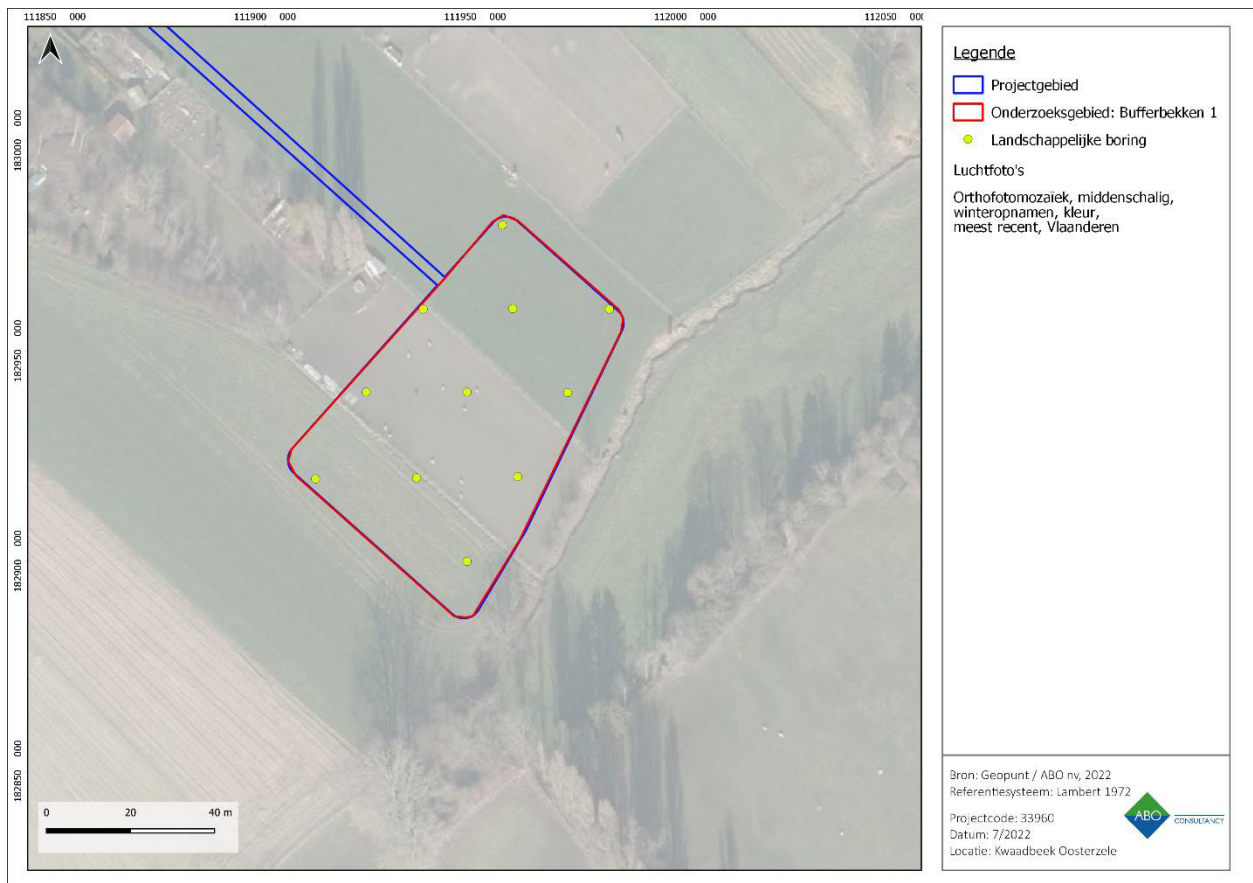 111850 000 111900 000 111950 000 112000 000 112050 000
183000 000
182950 000
182900 000
182850 000
0 20 40 m
Legende
Projectgebied
Onderzoeksgebied: Bufferbekken 1
Landschappelijke boring
Luchtfoto's
Orthofotomozaïek, middenschalig,
winteropnamen, kleur,
meest recent, Vlaanderen
Bron: Geopunt / ABO nv, 2022
Referentiesysteem: Lambert 1972
Projectcode: 33960
Datum: 7/2022
Locatie: Kwaadbeek Oosterzele
ABO CONSULTANCY